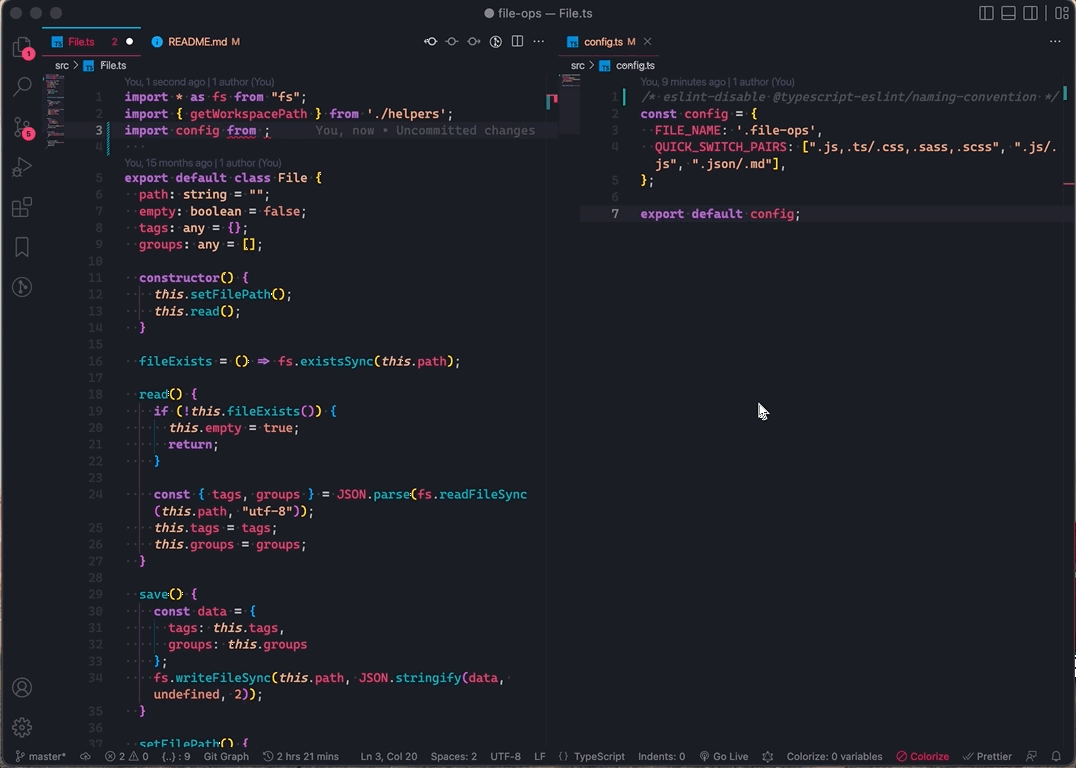 file-ops — File.ts
File.ts 2
README.md M
config.ts M
src > File.ts
src > config.ts
1
5
You, 1 second ago | 1 author (You)
1 import * as fs from "fs";
2 import { getWorkspacePath } from './helpers';
3 import config from ; You, now • Uncommitted changes
4
You, 15 months ago | 1 author (You)
5 export default class File {
6 path: string = "";
7 empty: boolean = false;
8 tags: any = {};
9 groups: any = [];
10
11 constructor() {
12 this.setFilePath();
13 this.read();
14 }
15
16 fileExists = () => fs.existsSync(this.path);
17
18 read() {
19 if (!this.fileExists()) {
20 this.empty = true;
21 return;
22 }
23
24 const { tags, groups } = JSON.parse(fs.readFileSync
(this.path, "utf-8"));
25 this.tags = tags;
26 this.groups = groups;
27 }
28
29 save() {
30 const data = {
31 tags: this.tags,
32 groups: this.groups
33 };
34 fs.writeFileSync(this.path, JSON.stringify(data,
undefined, 2));
35 }
36
37 setFilePath() {
You, 9 minutes ago | 1 author (You)
1 /* eslint-disable @typescript-eslint/naming-convention */
2 const config = {
3 FILE_NAME: '.file-ops',
4 QUICK_SWITCH_PAIRS: [".js,.ts/.css,.sass,.scss", ".js/.
js", ".json/.md"],
5 };
6
7 export default config;
master* 2 0 {..} : 9 Git Graph 2 hrs 21 mins Ln 3, Col 20 Spaces: 2 UTF-8 LF { } TypeScript Indents: 0 Go Live Colorize: 0 variables Colorize Prettier